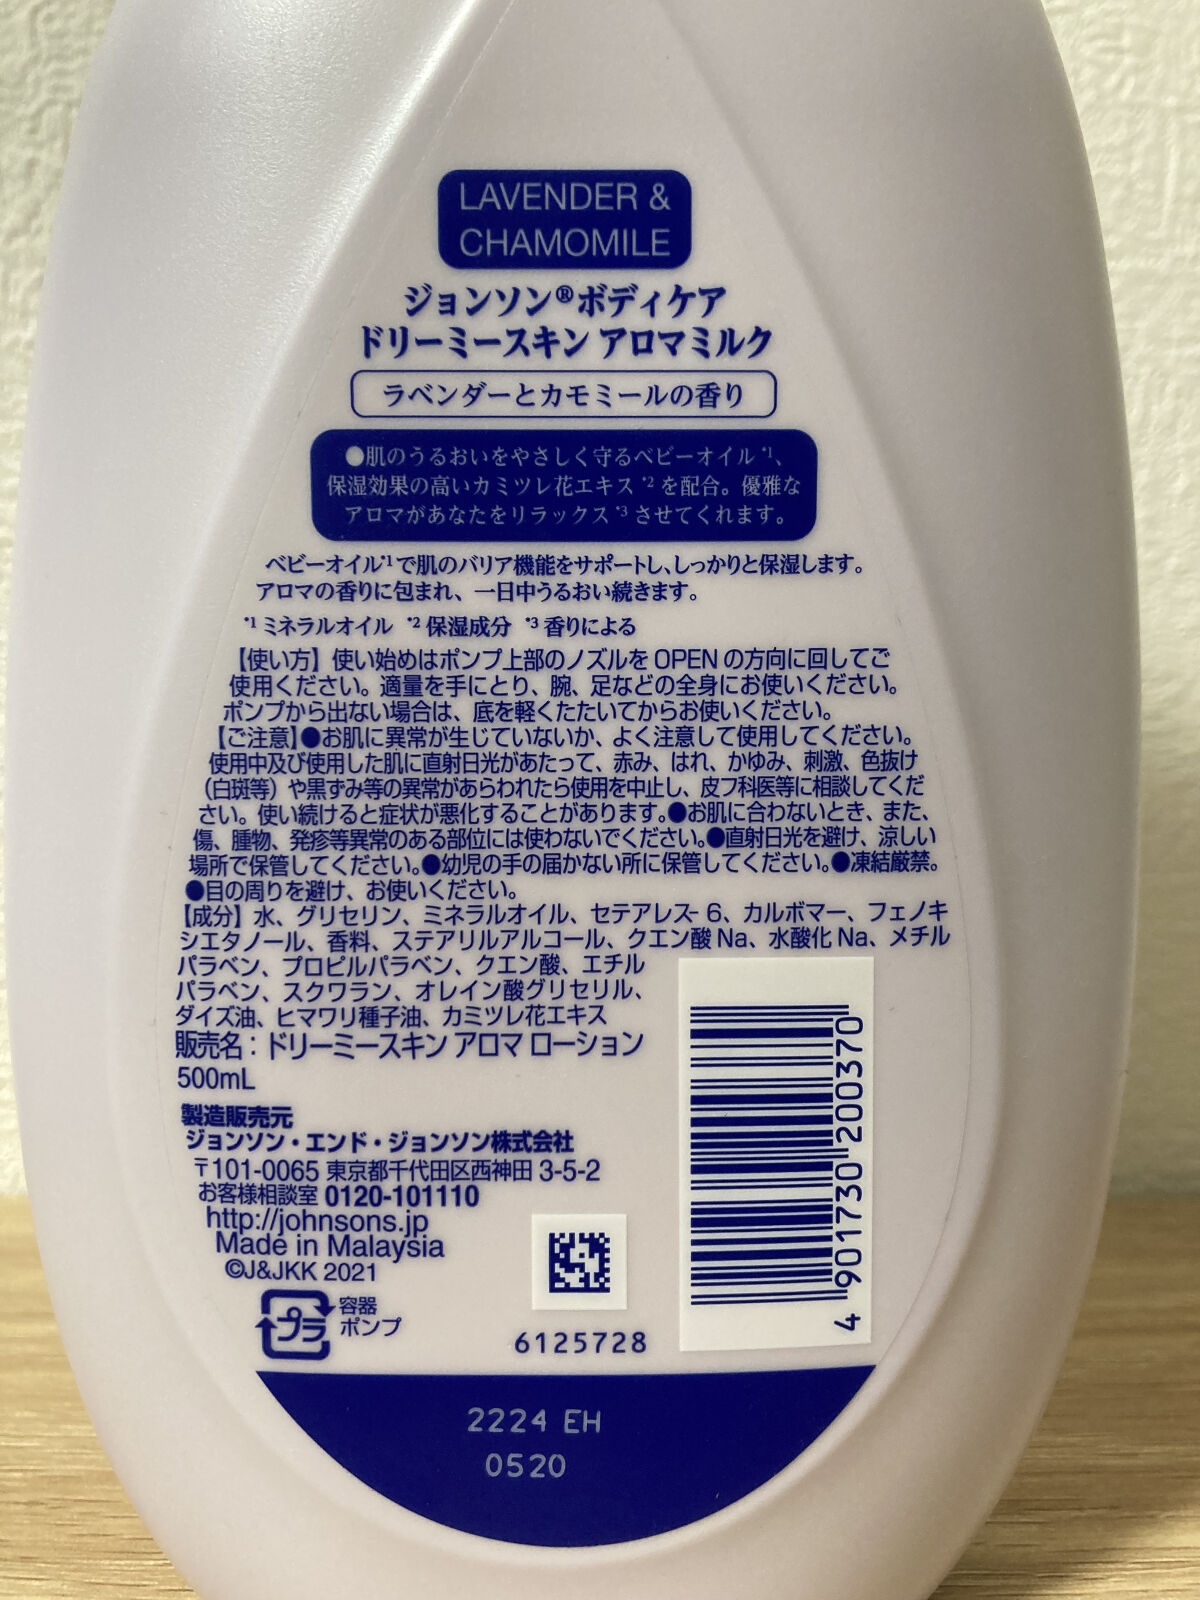 LAVENDER &
CHAMOMILE
ジョンソン®ボディケア
ドリーミースキン アロマミルク
ラベンダーとカモミールの香り
●肌のうるおいをやさしく守るベビーオイル*1、
保湿効果の高いカミツレ花エキス*2を配合。優雅な
アロマがあなたをリラックス*3させてくれます。
ベビーオイル*1で肌のバリア機能をサポートし、しっかりと保湿します。
アロマの香りに包まれ、一日中うるおい続きます。
*1 ミネラルオイル *2 保湿成分 *3 香りによる
【使い方】使い始めはポンプ上部のノズルを OPEN の方向に回してご
使用ください。適量を手にとり、腕、足などの全身にお使いください。
ポンプから出ない場合は、底を軽くたたいてからお使いください。
【ご注意】●お肌に異常が生じていないか、よく注意して使用してください。
使用中及び使用した肌に直射日光があたって、赤み、はれ、かゆみ、刺激、色抜け
（白斑等）や黒ずみ等の異常があらわれたら使用を中止し、皮フ科医等に相談してくだ
さい。使い続けると症状が悪化することがあります。●お肌に合わないとき、また、
傷、腫物、発疹等異常のある部位には使わないでください。●直射日光を避け、涼しい
場所で保管してください。●幼児の手の届かない所に保管してください。●凍結厳禁。
●目の周りを避け、お使いください。
【成分】水、グリセリン、ミネラルオイル、セテアレス- 6、カルボマー、フェノキ
シエタノール、香料、ステアリルアルコール、クエン酸 Na、水酸化 Na、メチル
パラベン、プロピルパラベン、クエン酸、エチル
パラベン、スクワラン、オレイン酸グリセリル、
ダイズ油、ヒマワリ種子油、カミツレ花エキス
販売名：ドリーミースキン アロマ ローション
500mL
製造販売元
ジョンソン・エンド・ジョンソン株式会社
〒101-0065 東京都千代田区西神田 3-5-2
お客様相談室 0120-101110
http://johnsons.jp
Made in Malaysia
©J&JKK 2021
プラ
容器
ポンプ
6125728
4 901730 200370
2224 EH
0520